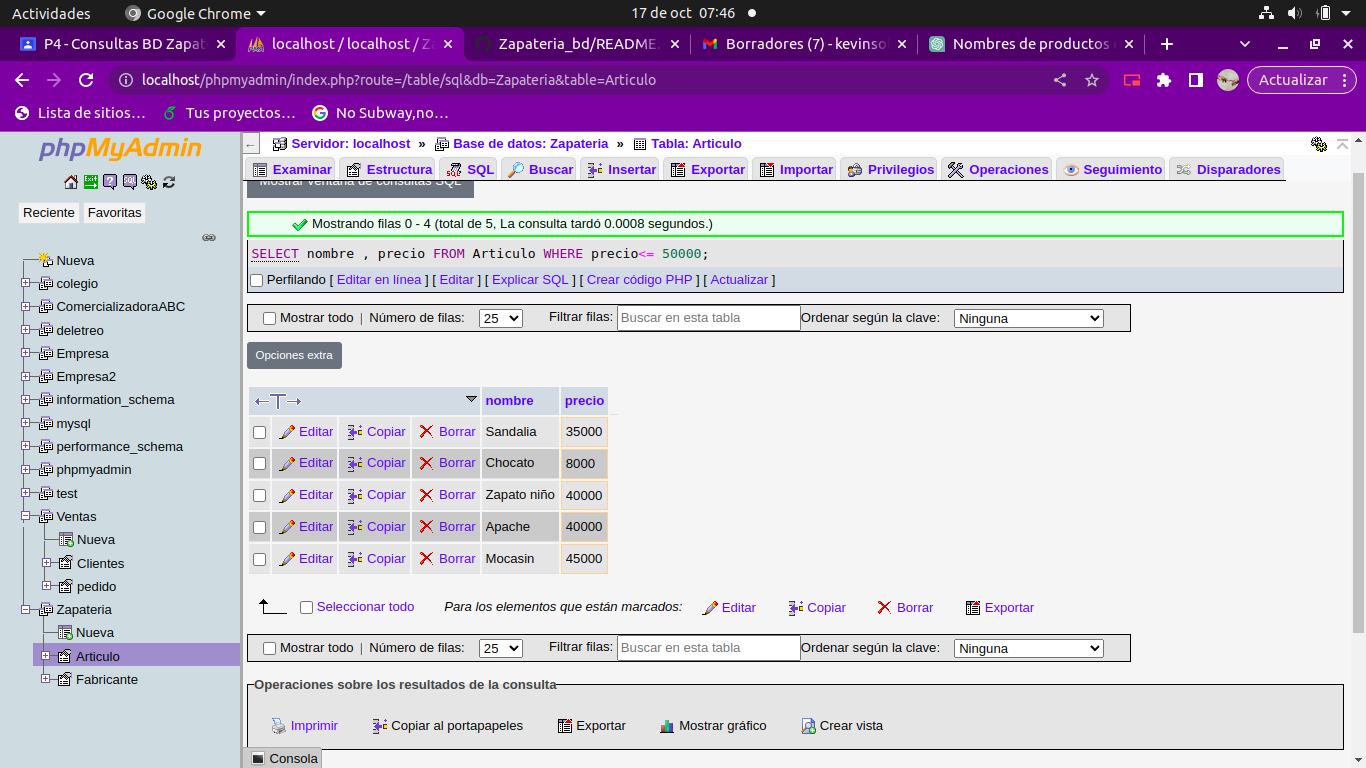 Actividades Google Chrome 17 de oct 07:46
P4 - Consultas BD Zapat localhost / localhost / Za Zapateria_bd/README. Borradores (7) - kevinsol Nombres de productos
localhost/phpmyadmin/index.php?route=/table/sql&db=Zapateria&table=Articulo Actualizar
Lista de sitios… Tus proyectos… No Subway,no…
phpMyAdmin
Reciente Favoritas
Nueva
colegio
ComercializadoraABC
deletreo
Empresa
Empresa2
information_schema
mysql
performance_schema
phpmyadmin
test
Ventas
Nueva
Clientes
pedido
Zapateria
Nueva
Articulo
Fabricante
Servidor: localhost » Base de datos: Zapateria » Tabla: Articulo
Examinar Estructura SQL Buscar Insertar Exportar Importar Privilegios Operaciones Seguimiento Disparadores
Mostrar ventana de consultas SQL
Mostrando filas 0 - 4 (total de 5, La consulta tardó 0.0008 segundos.)
SELECT nombre , precio FROM Articulo WHERE precio<= 50000;
Perfilando [ Editar en línea ] [ Editar ] [ Explicar SQL ] [ Crear código PHP ] [ Actualizar ]
Mostrar todo | Número de filas: 25 Filtrar filas: Buscar en esta tabla Ordenar según la clave: Ninguna
Opciones extra
←T→ nombre precio
Editar Copiar Borrar Sandalia 35000
Editar Copiar Borrar Chocato 8000
Editar Copiar Borrar Zapato niño 40000
Editar Copiar Borrar Apache 40000
Editar Copiar Borrar Mocasin 45000
Seleccionar todo Para los elementos que están marcados: Editar Copiar Borrar Exportar
Mostrar todo | Número de filas: 25 Filtrar filas: Buscar en esta tabla Ordenar según la clave: Ninguna
Operaciones sobre los resultados de la consulta
Imprimir Copiar al portapapeles Exportar Mostrar gráfico Crear vista
Consola